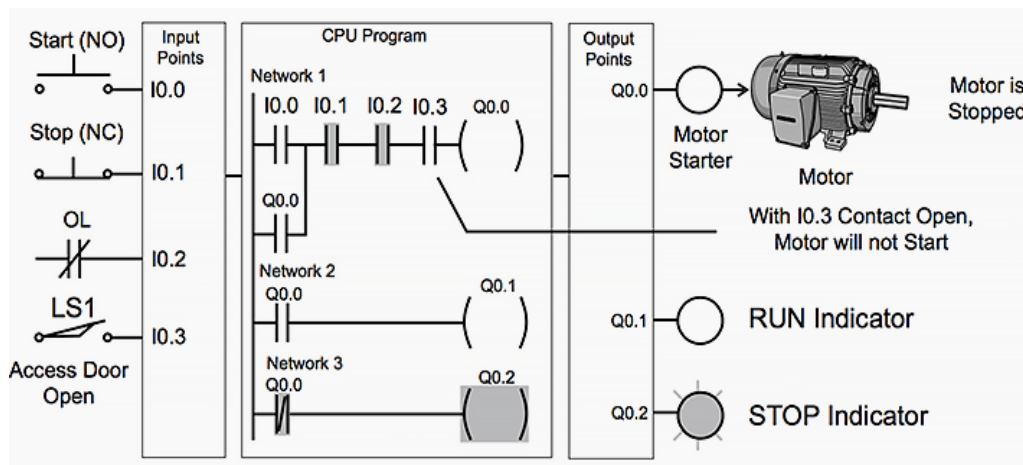 Start (NO)
I0.0
Stop (NC)
I0.1
OL
I0.2
LS1
I0.3
Access Door
Open
Input
Points
CPU Program
Network 1
I0.0 I0.1 I0.2 I0.3 Q0.0
Q0.0
Network 2
Q0.0 Q0.1
Network 3
Q0.0 Q0.2
Output
Points
Q0.0
Motor
Starter
Motor
Motor is
Stopped
With I0.3 Contact Open,
Motor will not Start
Q0.1 RUN Indicator
Q0.2 STOP Indicator